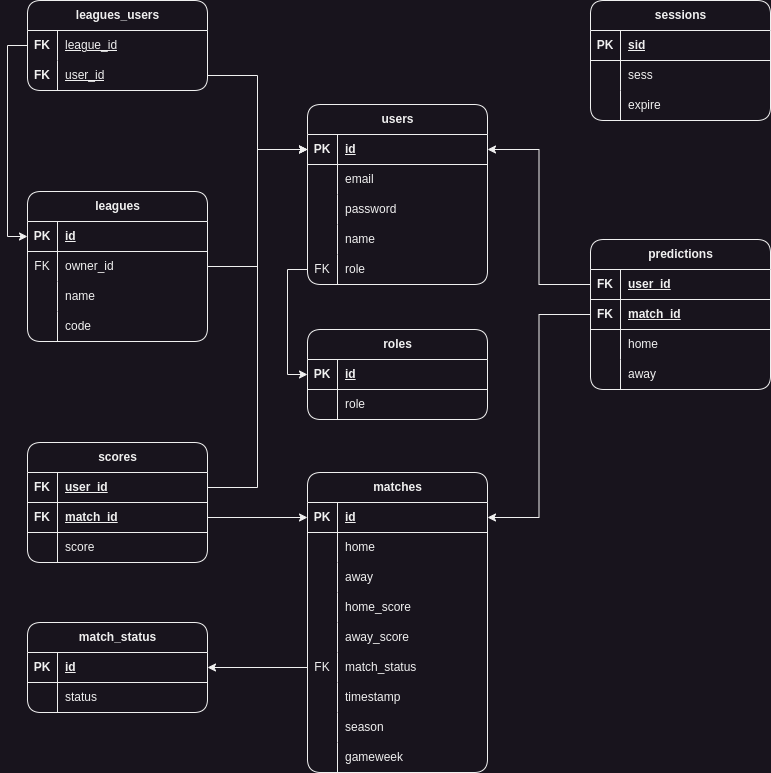 leagues_users
FK league_id
FK user_id
sessions
PK sid
sess
expire
users
PK id
email
password
name
FK role
leagues
PK id
FK owner_id
name
code
predictions
FK user_id
FK match_id
home
away
roles
PK id
role
scores
FK user_id
FK match_id
score
matches
PK id
home
away
home_score
away_score
FK match_status
timestamp
season
gameweek
match_status
PK id
status